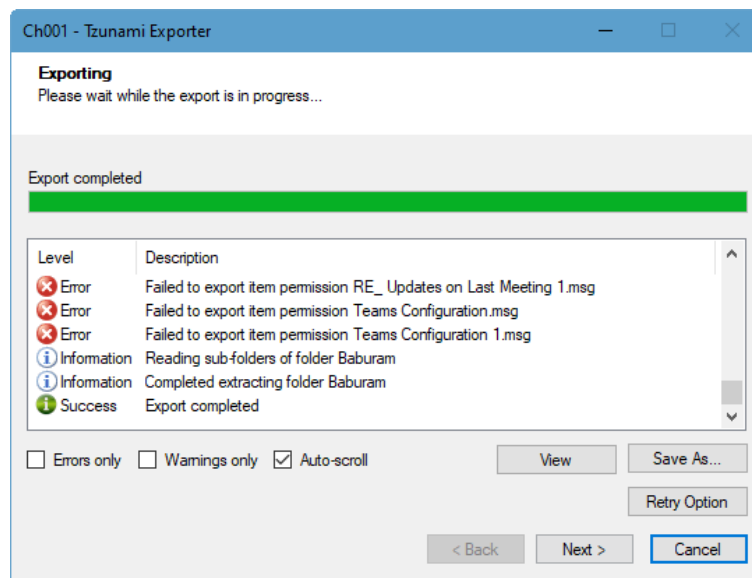 Ch001 - Tzunami Exporter
Exporting
Please wait while the export is in progress...
Export completed
Level Description
Error Failed to export item permission RE_ Updates on Last Meeting 1.msg
Error Failed to export item permission Teams Configuration.msg
Error Failed to export item permission Teams Configuration 1.msg
Information Reading sub-folders of folder Baburam
Information Completed extracting folder Baburam
Success Export completed
Errors only Warnings only Auto-scroll View Save As...
Retry Option
< Back Next > Cancel